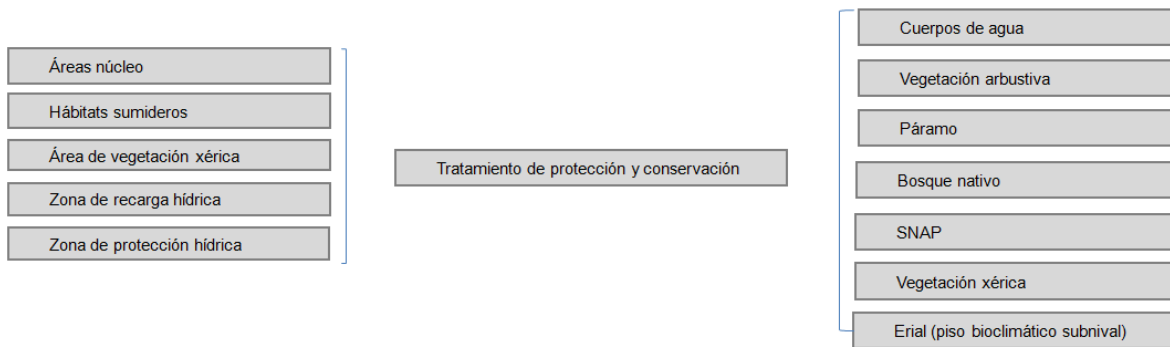 Áreas núcleo
Hábitats sumideros
Área de vegetación xérica
Zona de recarga hídrica
Zona de protección hídrica
Tratamiento de protección y conservación
Cuerpos de agua
Vegetación arbustiva
Páramo
Bosque nativo
SNAP
Vegetación xérica
Erial (piso bioclimático subnival)